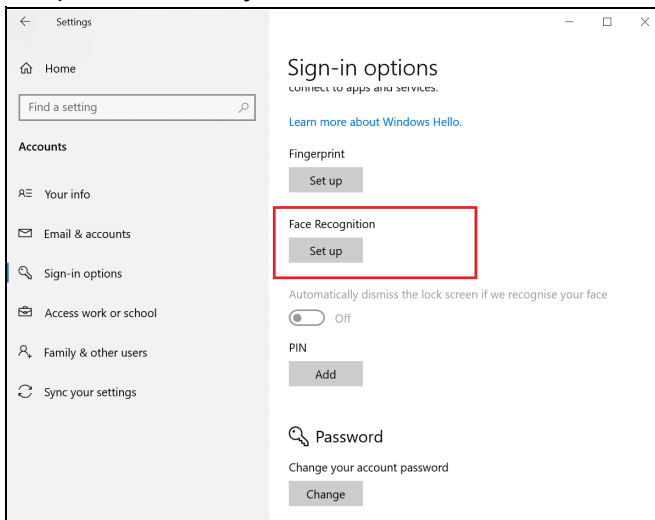 Settings
Home
Find a setting
Accounts
Your info
Email & accounts
Sign-in options
Access work or school
Family & other users
Sync your settings
Sign-in options
connect to apps and services.
Learn more about Windows Hello.
Fingerprint
Set up
Face Recognition
Set up
Automatically dismiss the lock screen if we recognise your face
Off
PIN
Add
Password
Change your account password
Change